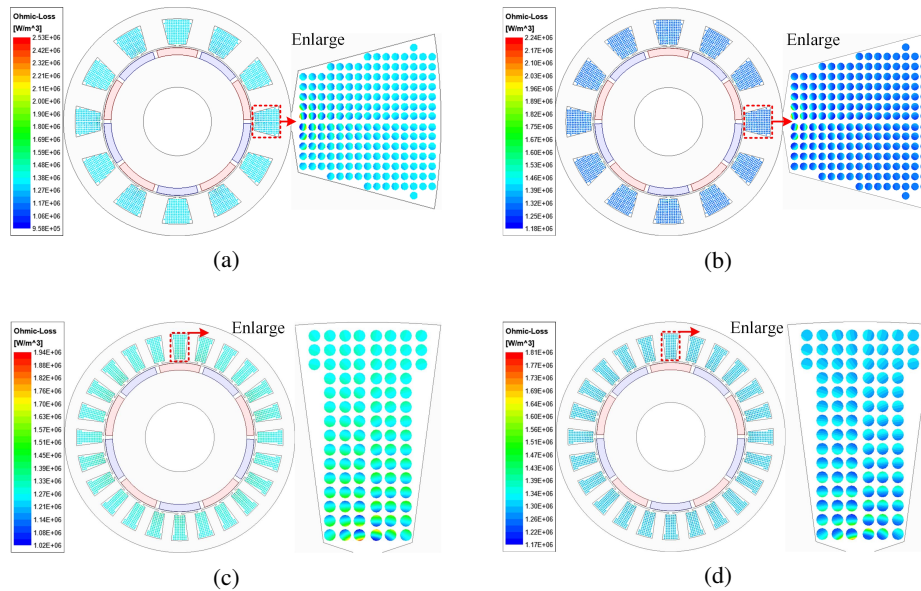 Ohmic-Loss
[W/m^3]
2.53E+06
2.42E+06
2.32E+06
2.21E+06
2.11E+06
2.00E+06
1.90E+06
1.79E+06
1.69E+06
1.58E+06
1.48E+06
1.38E+06
1.27E+06
1.17E+06
1.06E+06
9.58E+05
Enlarge
(a)
Ohmic-Loss
[W/m^3]
2.24E+06
2.17E+06
2.10E+06
2.03E+06
1.96E+06
1.89E+06
1.82E+06
1.75E+06
1.67E+06
1.60E+06
1.53E+06
1.46E+06
1.39E+06
1.32E+06
1.25E+06
1.18E+06
Enlarge
(b)
Ohmic-Loss
[W/m^3]
1.94E+06
1.88E+06
1.82E+06
1.76E+06
1.70E+06
1.63E+06
1.57E+06
1.51E+06
1.45E+06
1.39E+06
1.33E+06
1.27E+06
1.21E+06
1.14E+06
1.08E+06
1.02E+06
Enlarge
(c)
Ohmic-Loss
[W/m^3]
1.81E+06
1.77E+06
1.73E+06
1.69E+06
1.64E+06
1.60E+06
1.56E+06
1.51E+06
1.47E+06
1.43E+06
1.39E+06
1.34E+06
1.30E+06
1.26E+06
1.22E+06
1.17E+06
Enlarge
(d)